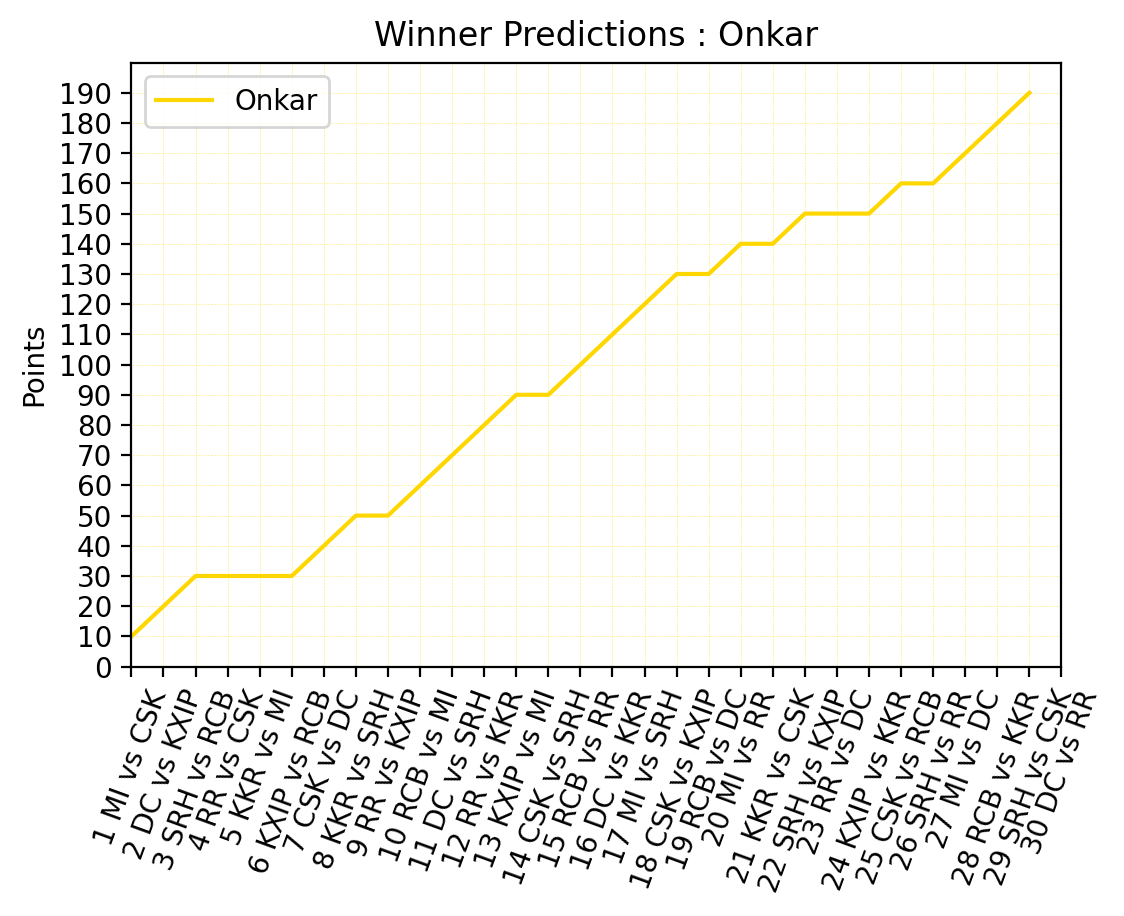 Winner Predictions : Onkar
Onkar
Points
190
180
170
160
150
140
130
120
110
100
90
80
70
60
50
40
30
20
10
0
1 MI vs CSK
2 DC vs KXIP
3 SRH vs RCB
4 RR vs CSK
5 KKR vs MI
6 KXIP vs RCB
7 CSK vs DC
8 KKR vs SRH
9 RR vs KXIP
10 RCB vs MI
11 DC vs SRH
12 RR vs KKR
13 KXIP vs MI
14 CSK vs SRH
15 RCB vs RR
16 DC vs KKR
17 MI vs SRH
18 CSK vs KXIP
19 RCB vs DC
20 MI vs RR
21 KKR vs CSK
22 SRH vs KXIP
23 RR vs DC
24 KXIP vs KKR
25 CSK vs RCB
26 SRH vs RR
27 MI vs DC
28 RCB vs KKR
29 SRH vs CSK
30 DC vs RR